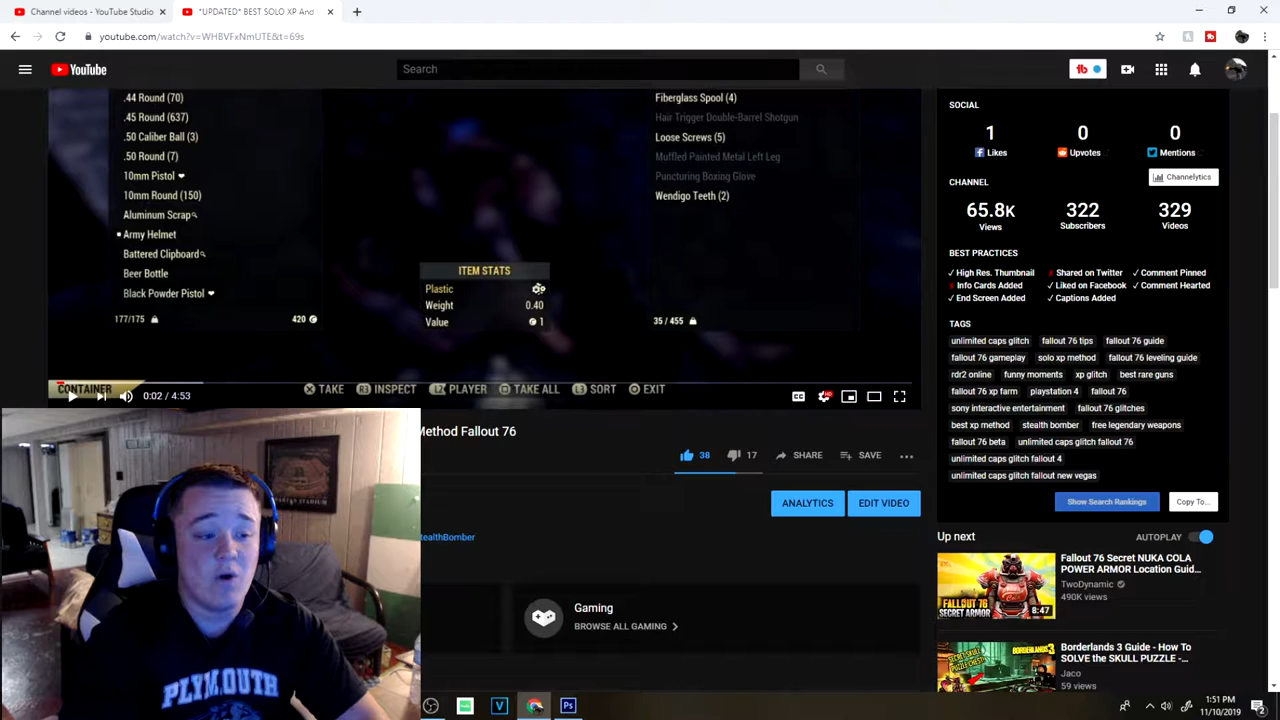 Channel videos - YouTube Studio
*UPDATED* BEST SOLO XP And
youtube.com/watch?v=WHBVFxNmUTE&t=69s
YouTube
Search
.44 Round (70)
.45 Round (637)
.50 Caliber Ball (3)
.50 Round (7)
10mm Pistol
10mm Round (150)
Aluminum Scrap
Army Helmet
Battered Clipboard
Beer Bottle
Black Powder Pistol
177/175
420
ITEM STATS
Plastic
Weight 0.40
Value 1
Fiberglass Spool (4)
Hair Trigger Double-Barrel Shotgun
Loose Screws (5)
Muffled Painted Metal Left Leg
Puncturing Boxing Glove
Wendigo Teeth (2)
35/455
CONTAINER
TAKE R3 INSPECT L2 PLAYER TAKE ALL L3 SORT EXIT
0:02 / 4:53
HD
Method Fallout 76
38 17 SHARE SAVE
ANALYTICS EDIT VIDEO
tealthBomber
Gaming
BROWSE ALL GAMING
PLYMOUTH
SOCIAL
1 0 0
Likes Upvotes Mentions
Channelytics
CHANNEL
65.8K 322 329
Views Subscribers Videos
BEST PRACTICES
✓ High Res. Thumbnail ✗ Shared on Twitter ✓ Comment Pinned
✗ Info Cards Added ✓ Liked on Facebook ✓ Comment Hearted
✓ End Screen Added ✓ Captions Added
TAGS
unlimited caps glitch fallout 76 tips fallout 76 guide
fallout 76 gameplay solo xp method fallout 76 leveling guide
rdr2 online funny moments xp glitch best rare guns
fallout 76 xp farm playstation 4 fallout 76
sony interactive entertainment fallout 76 glitches
best xp method stealth bomber free legendary weapons
fallout 76 beta unlimited caps glitch fallout 76
unlimited caps glitch fallout 4
unlimited caps glitch fallout new vegas
Show Search Rankings Copy To...
Up next AUTOPLAY
Fallout 76 Secret NUKA COLA
POWER ARMOR Location Guid...
TwoDynamic
490K views
FALLOUT 76
SECRET ARMOR
8:47
Borderlands 3 Guide - How To
SOLVE the SKULL PUZZLE -...
Jaco
59 views
BORDERLANDS 3
1:51 PM
11/10/2019
2